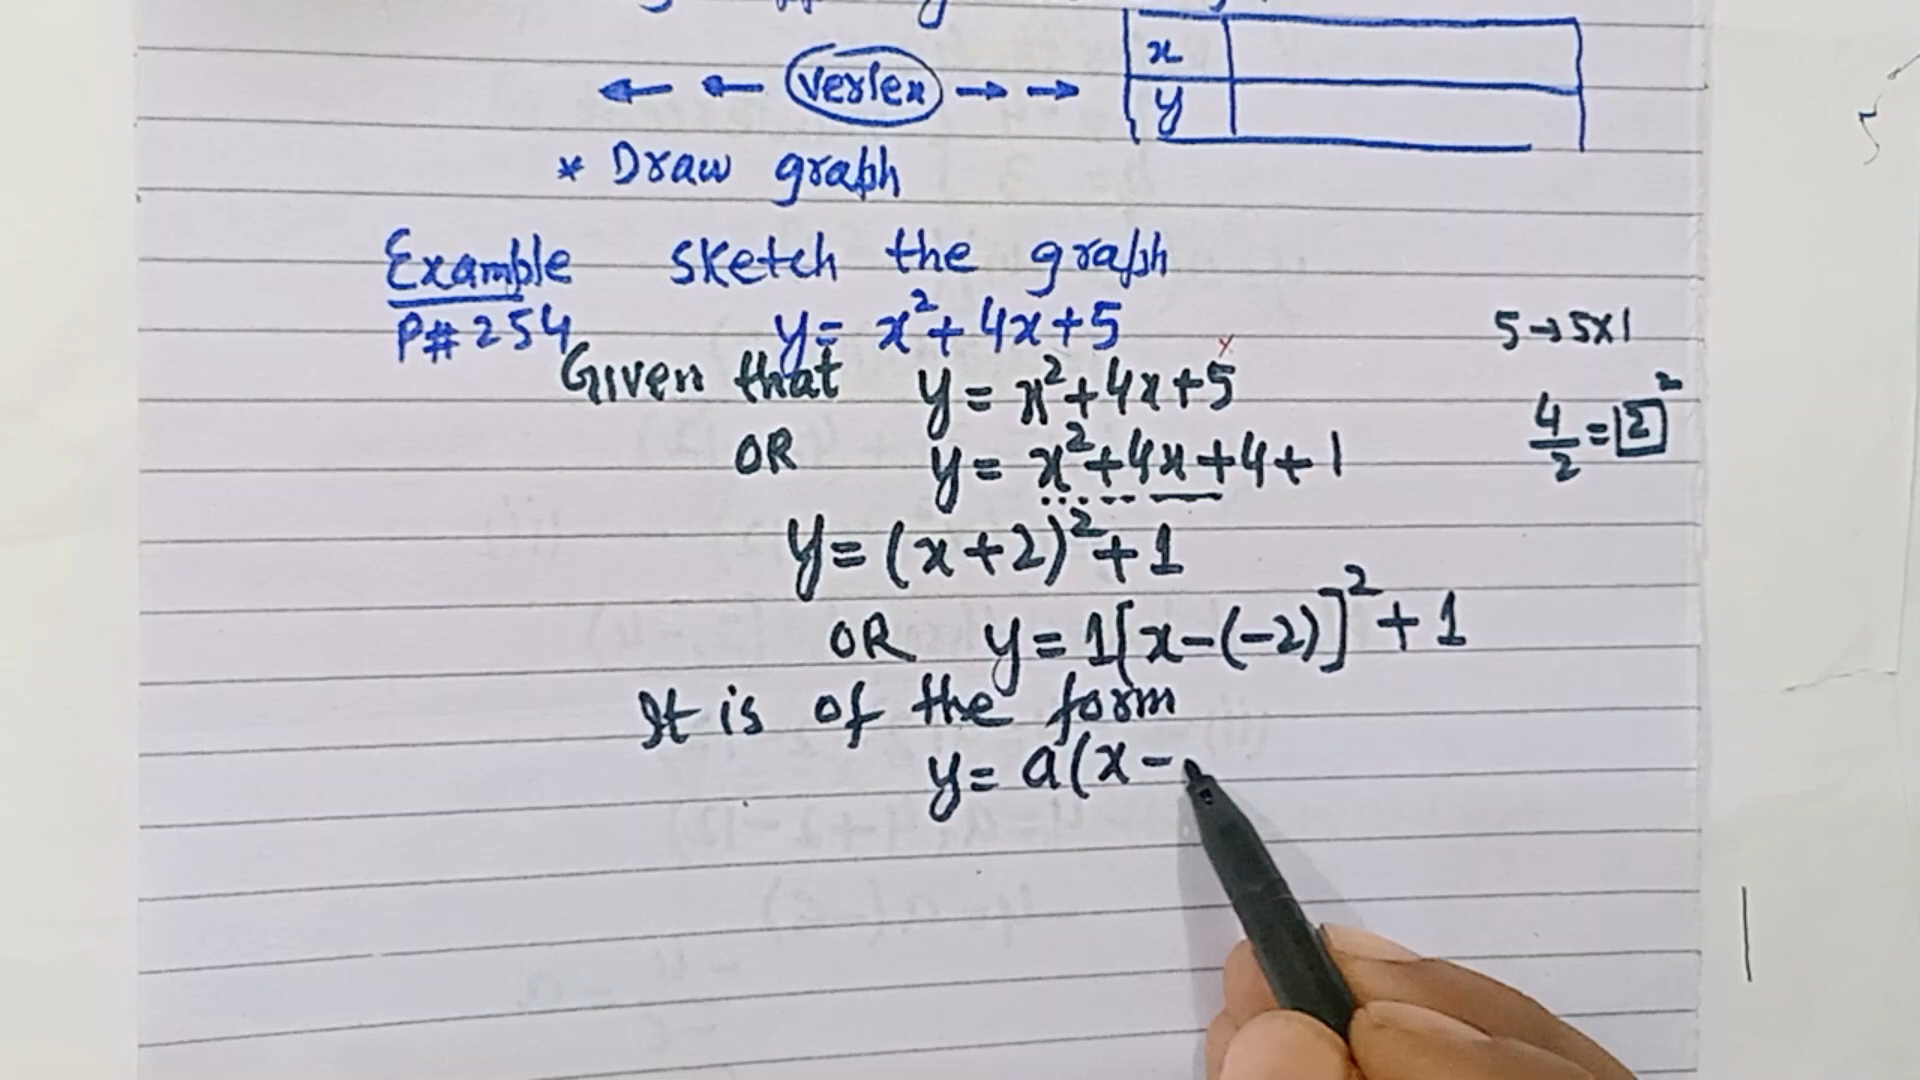 x
← ← vertex → →
y
* Draw graph
Example sketch the graph
P#254 y= x²+ 4x+5
5→5x1
Given that y= x²+4x+5
4/2=2²
OR y= x²+4x+4+1
y= (x+2)²+1
OR y=1[x-(-2)]²+1
It is of the form
y= a(x-